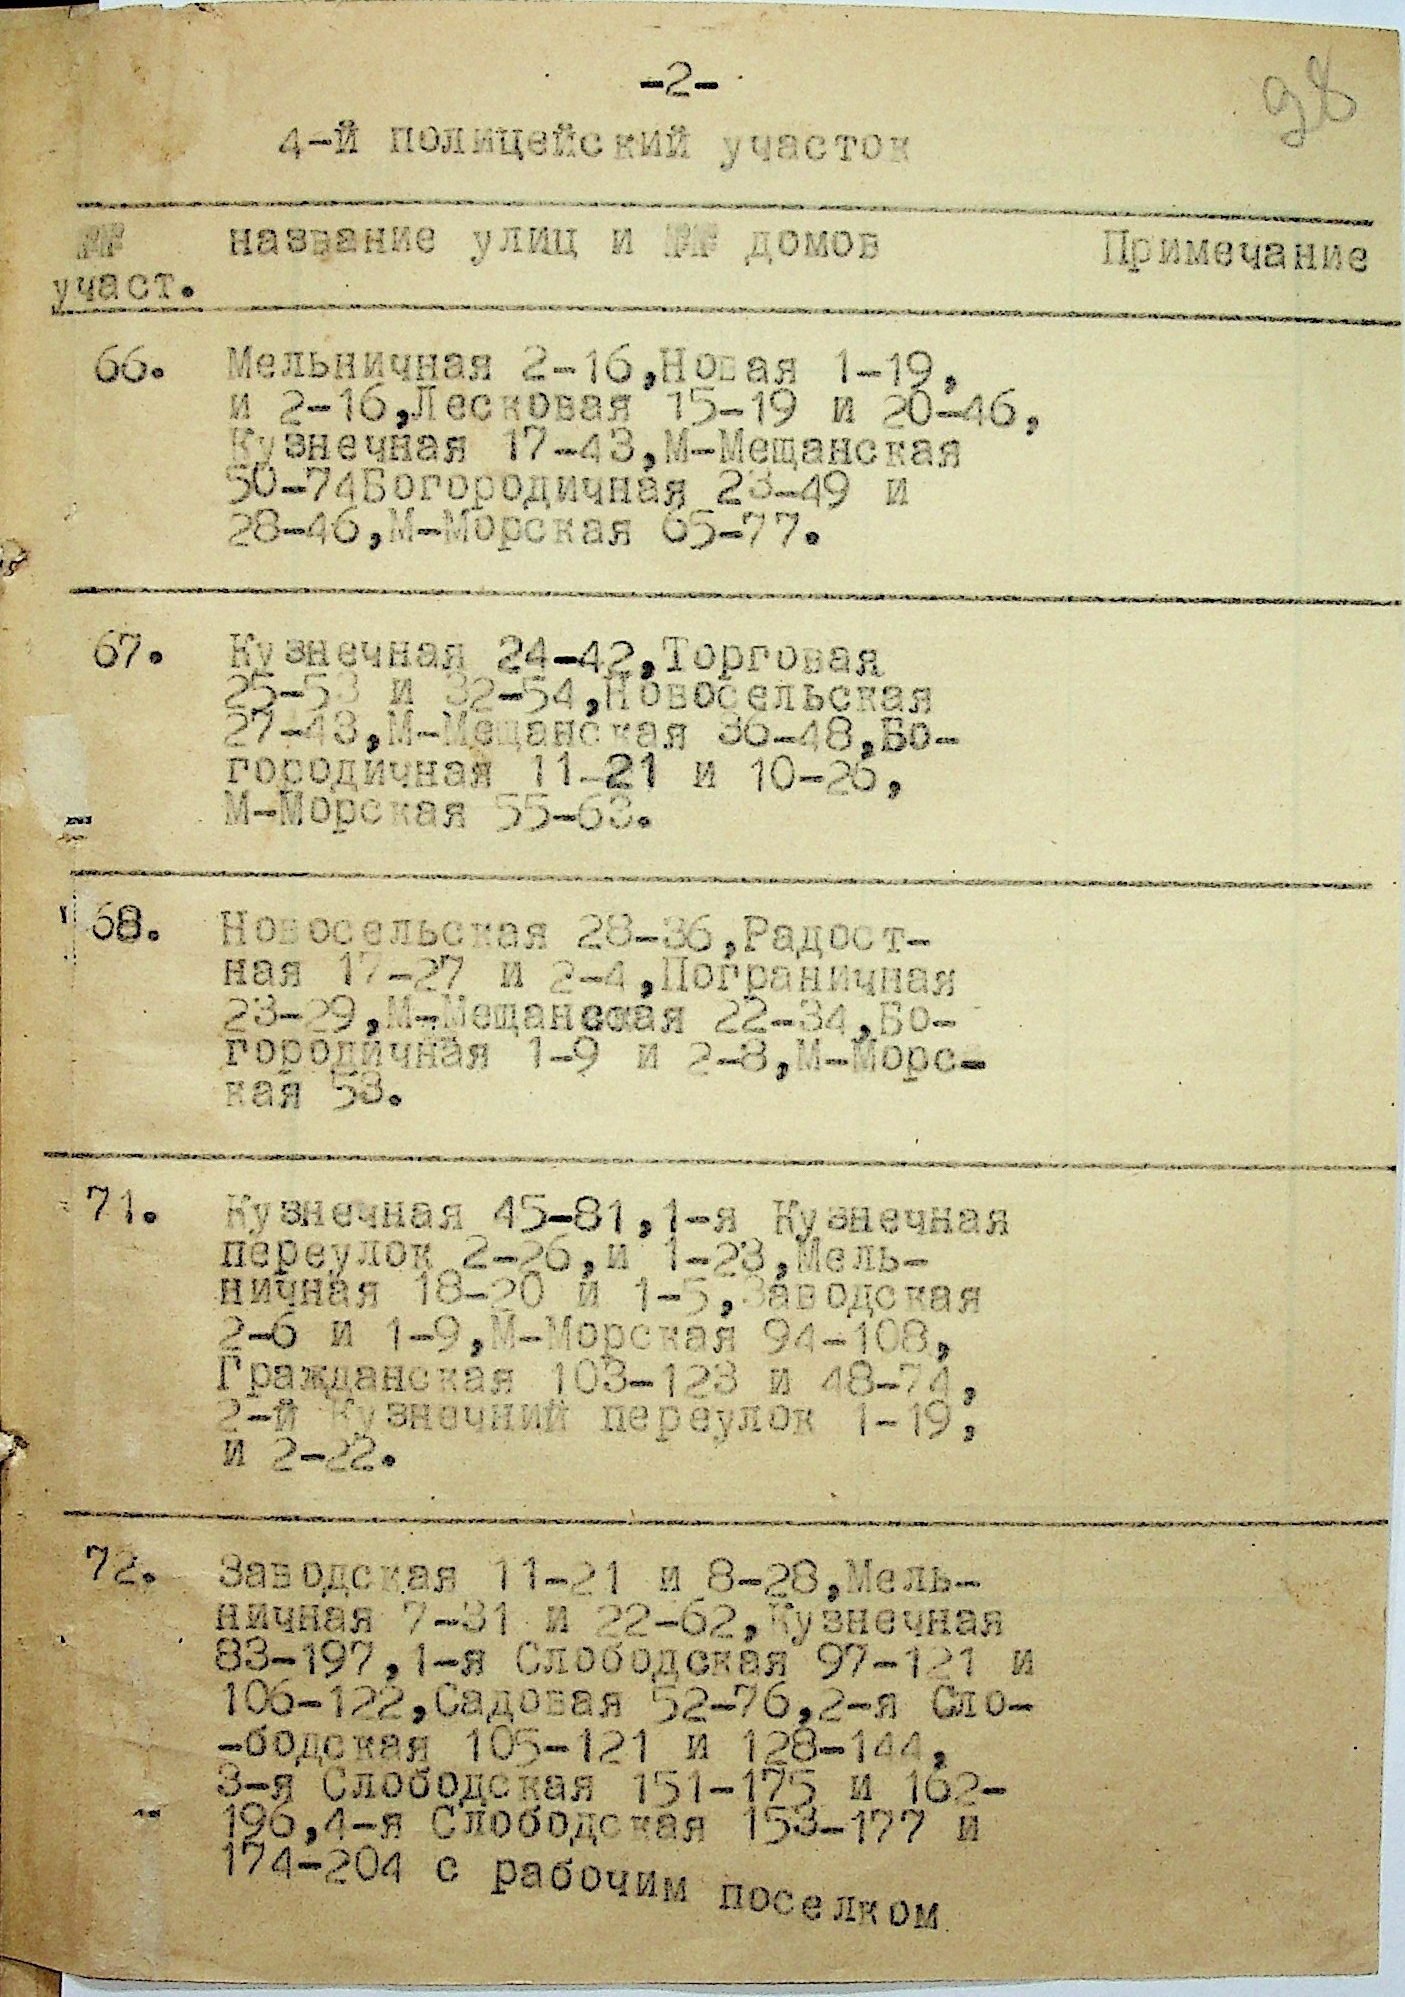 -2-
98
4-й полицейский участок
№№ название улиц и №№ домов Примечание
участ.
66. Мельничная 2-16,Новая 1-19,
и 2-16,Лесковая 15-19 и 20-46,
Кузнечная 17-43,М-Мещанская
50-74Богородичная 23-49 и
28-46,М-Морская 65-77.
67. Кузнечная 24-42,Торговая
25-53 и 32-54,Новосельская
27-43,М-Мещанская 36-48,Бо-
городичная 11-21 и 10-26,
М-Морская 55-63.
68. Новосельская 28-36,Радост-
ная 17-27 и 2-4,Пограничная
23-29,М-Мещанская 22-34,Бо-
городичная 1-9 и 2-8,М-Морс-
кая 53.
71. Кузнечная 45-81,1-я Кузнечная
переулок 2-26,и 1-23,Мель-
ничная 18-20 и 1-5,Заводская
2-6 и 1-9,М-Морская 94-108,
Гражданская 103-123 и 48-74,
2-й Кузнечний переулок 1-19,
и 2-22.
72. Заводская 11-21 и 8-28,Мель-
ничная 7-31 и 22-62,Кузнечная
83-197,1-я Слободская 97-121 и
106-122,Садовая 52-76,2-я Сло-
-бодская 105-121 и 128-144,
3-я Слободская 151-175 и 162-
196,4-я Слободская 153-177 и
174-204 с рабочим поселком